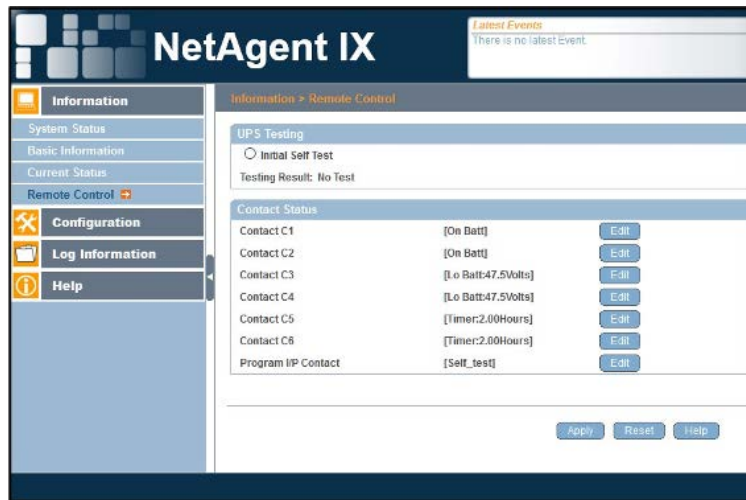 NetAgent IX
Latest Events
There is no latest Event.
Information
System Status
Basic Information
Current Status
Remote Control
Configuration
Log Information
Help
Information > Remote Control
UPS Testing
Initial Self Test
Testing Result: No Test
Contact Status
Contact C1 [On Batt] Edit
Contact C2 [On Batt] Edit
Contact C3 [Lo Batt:47.5Volts] Edit
Contact C4 [Lo Batt:47.5Volts] Edit
Contact C5 [Timer:2.00Hours] Edit
Contact C6 [Timer:2.00Hours] Edit
Program I/P Contact [Self_test] Edit
Apply Reset Help